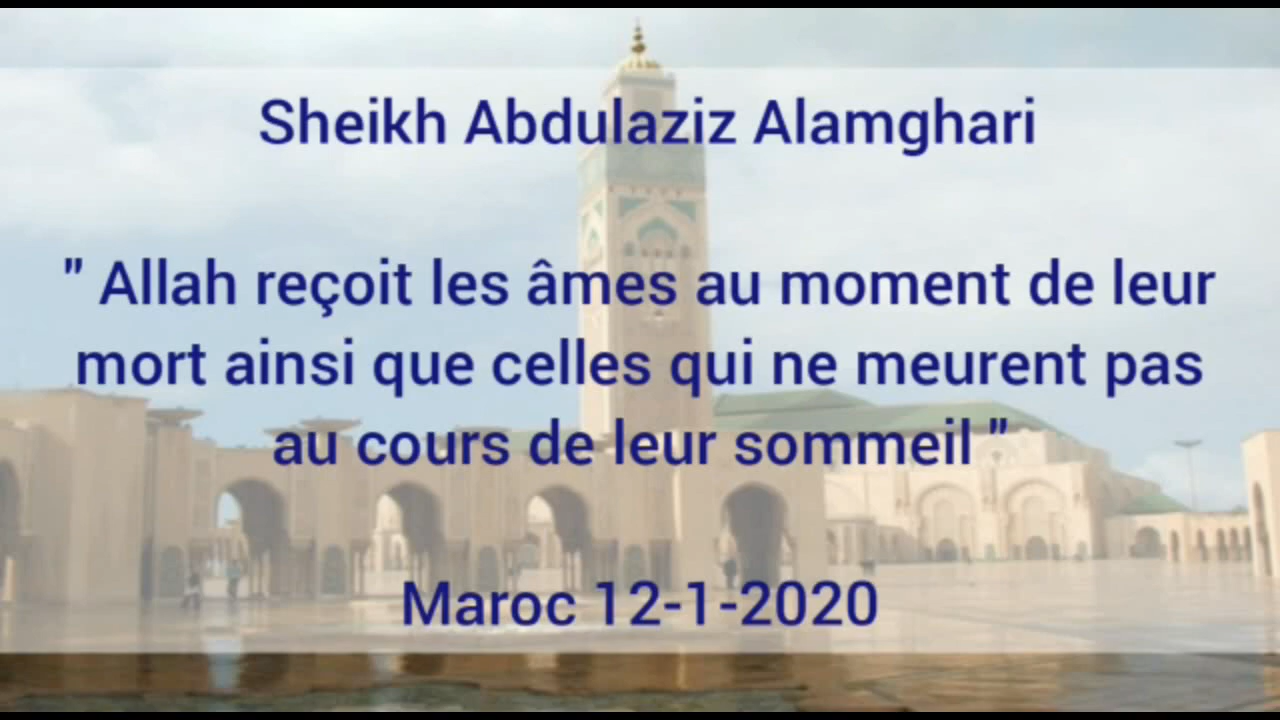 Sheikh Abdulaziz Alamghari
" Allah reçoit les âmes au moment de leur
mort ainsi que celles qui ne meurent pas
au cours de leur sommeil "
Maroc 12-1-2020